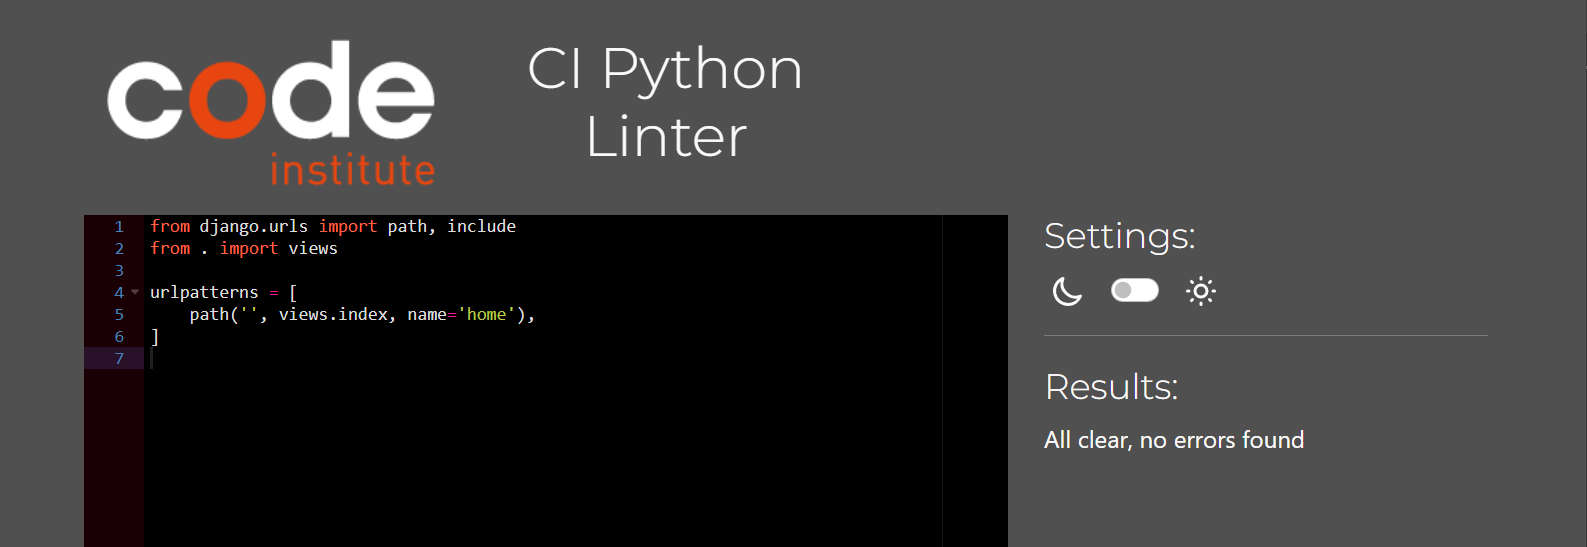 code
institute
CI Python
Linter
1 from django.urls import path, include
2 from . import views
3
4 urlpatterns = [
5     path('', views.index, name='home'),
6 ]
7
Settings:
Results:
All clear, no errors found